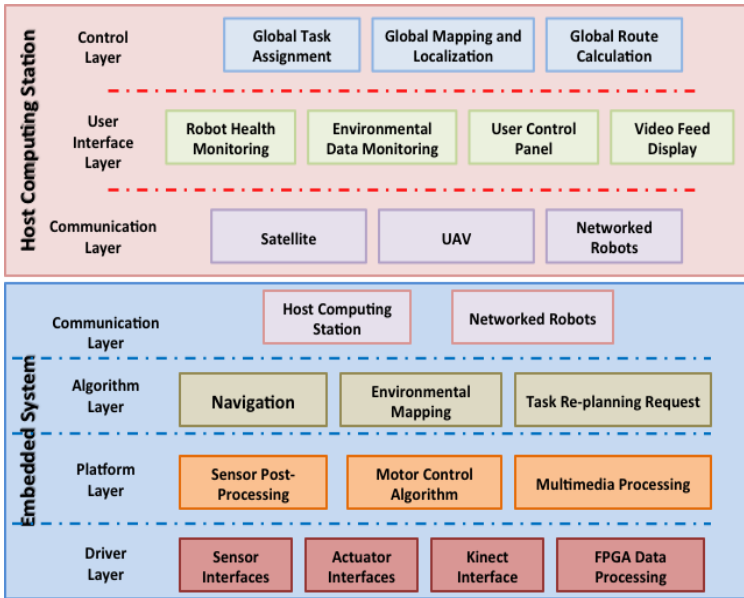 Host Computing Station
Control
Layer
Global Task
Assignment
Global Mapping and
Localization
Global Route
Calculation
User
Interface
Layer
Robot Health
Monitoring
Environmental
Data Monitoring
User Control
Panel
Video Feed
Display
Communication
Layer
Satellite
UAV
Networked
Robots
Embedded System
Communication
Layer
Host Computing
Station
Networked Robots
Algorithm
Layer
Navigation
Environmental
Mapping
Task Re-planning Request
Platform
Layer
Sensor Post-
Processing
Motor Control
Algorithm
Multimedia Processing
Driver
Layer
Sensor
Interfaces
Actuator
Interfaces
Kinect
Interface
FPGA Data
Processing